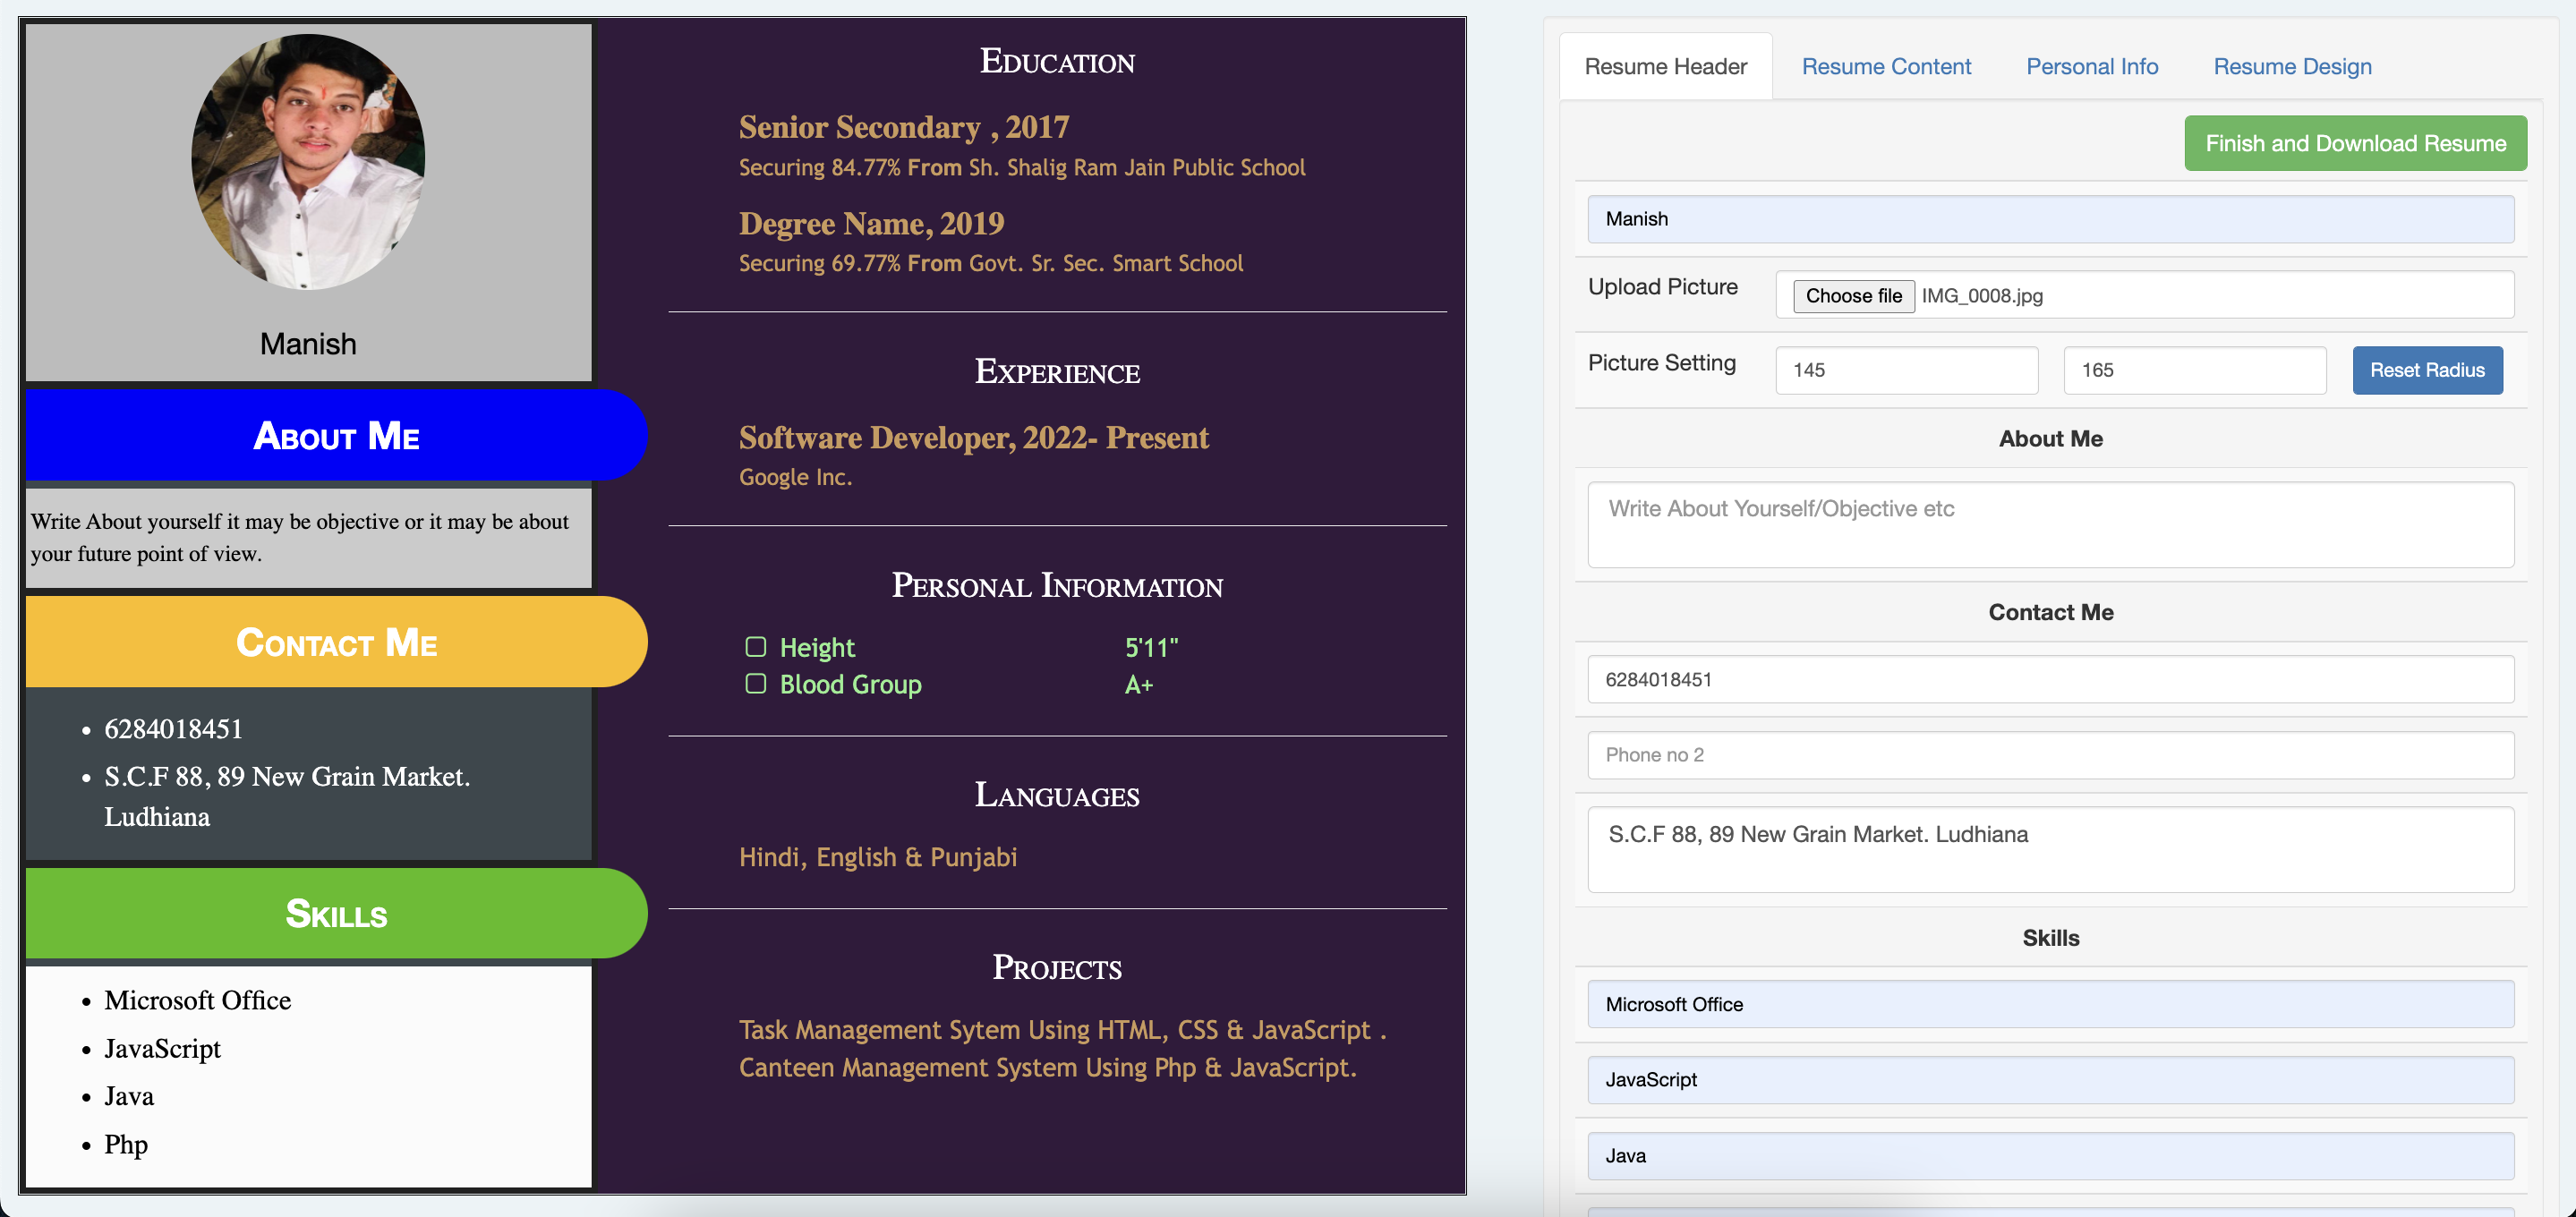 Manish
About Me
Write About yourself it may be objective or it may be about
your future point of view.
Contact Me
• 6284018451
• S.C.F 88, 89 New Grain Market.
Ludhiana
Skills
• Microsoft Office
• JavaScript
• Java
• Php
Education
Senior Secondary , 2017
Securing 84.77% From Sh. Shalig Ram Jain Public School
Degree Name, 2019
Securing 69.77% From Govt. Sr. Sec. Smart School
Experience
Software Developer, 2022- Present
Google Inc.
Personal Information
Height 5'11"
Blood Group A+
Languages
Hindi, English & Punjabi
Projects
Task Management Sytem Using HTML, CSS & JavaScript .
Canteen Management System Using Php & JavaScript.
Resume Header Resume Content Personal Info Resume Design
Finish and Download Resume
Manish
Upload Picture Choose file IMG_0008.jpg
Picture Setting 145 165 Reset Radius
About Me
Write About Yourself/Objective etc
Contact Me
6284018451
Phone no 2
S.C.F 88, 89 New Grain Market. Ludhiana
Skills
Microsoft Office
JavaScript
Java